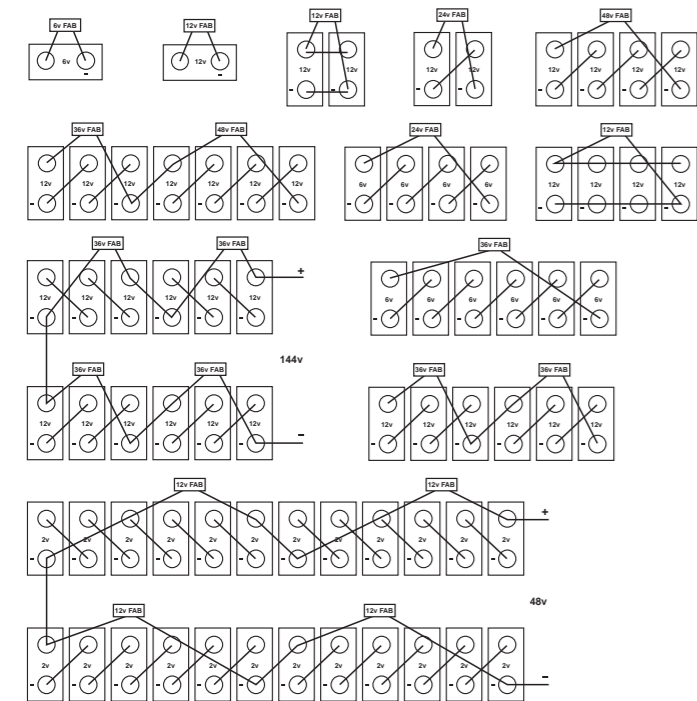 6v FAB 12v FAB 12v FAB 24v FAB 48v FAB
6v 12v 12v 12v 12v 12v 12v 12v 12v 12v
- - - - -
36v FAB 48v FAB 24v FAB 12v FAB
12v 12v 12v 12v 12v 12v 12v 6v 6v 6v 6v 12v 12v 12v 12v
- - - - - - - - - - - - - - -
36v FAB 36v FAB 36v FAB
+
12v 12v 12v 12v 12v 12v 6v 6v 6v 6v 6v 6v
- - - - - - - - - - - -
144v
36v FAB 36v FAB 36v FAB 36v FAB
12v 12v 12v 12v 12v 12v 12v 12v 12v 12v 12v 12v
- - - - - - - - - - - - -
12v FAB 12v FAB
+
2v 2v 2v 2v 2v 2v 2v 2v 2v 2v 2v 2v
- - - - - - - - - - - -
48v
12v FAB 12v FAB
2v 2v 2v 2v 2v 2v 2v 2v 2v 2v 2v 2v
- - - - - - - - - - - - -